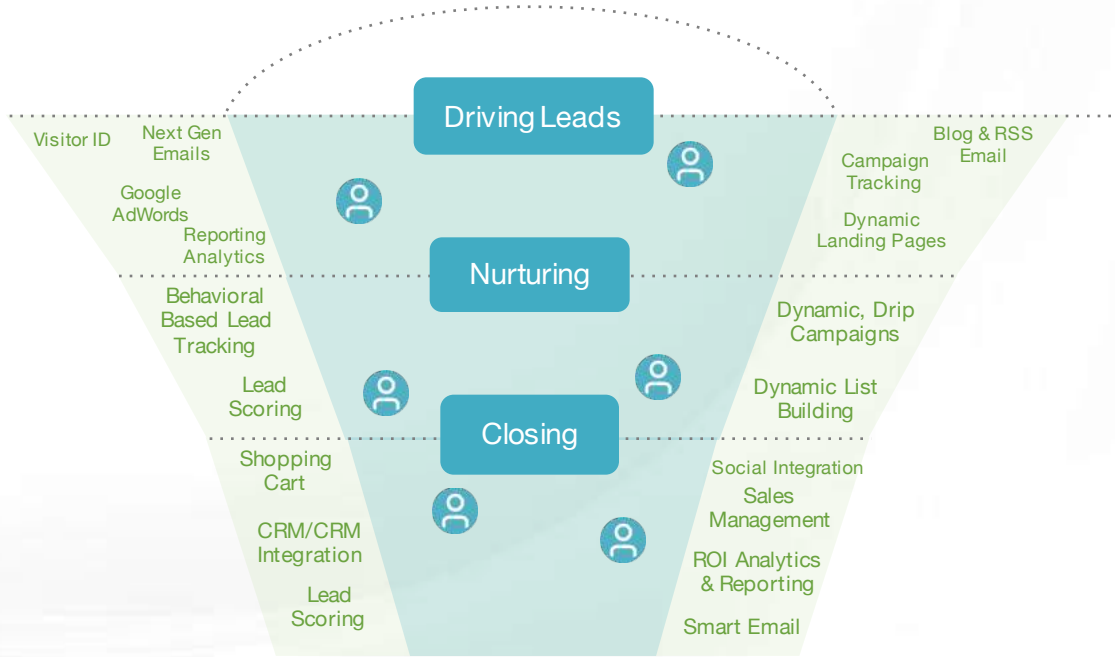 Driving Leads
Visitor ID
Next Gen
Emails
Google
AdWords
Reporting
Analytics
Blog & RSS
Email
Campaign
Tracking
Dynamic
Landing Pages
Nurturing
Behavioral
Based Lead
Tracking
Lead
Scoring
Dynamic, Drip
Campaigns
Dynamic List
Building
Closing
Shopping
Cart
CRM/CRM
Integration
Lead
Scoring
Social Integration
Sales
Management
ROI Analytics
& Reporting
Smart Email